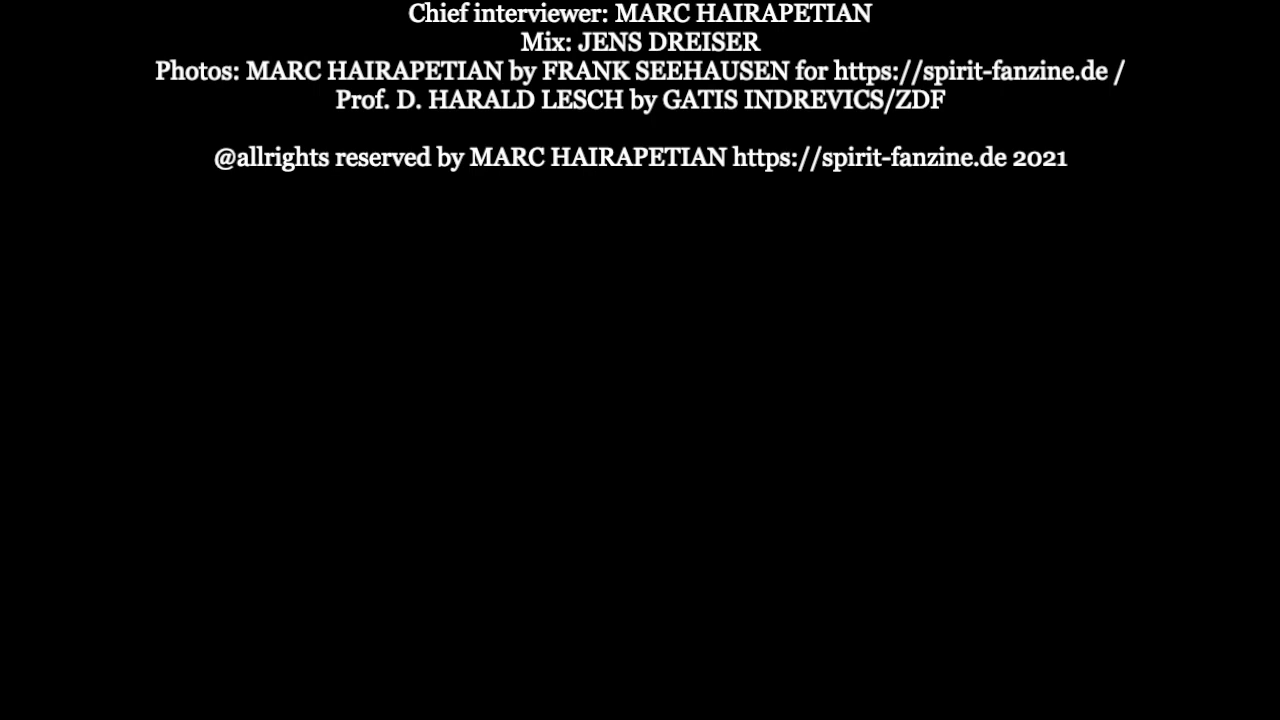 Chief interviewer: MARC HAIRAPETIAN
Mix: JENS DREISER
Photos: MARC HAIRAPETIAN by FRANK SEEHAUSEN for https://spirit-fanzine.de /
Prof. D. HARALD LESCH by GATIS INDREVICS/ZDF
@allrights reserved by MARC HAIRAPETIAN https://spirit-fanzine.de 2021